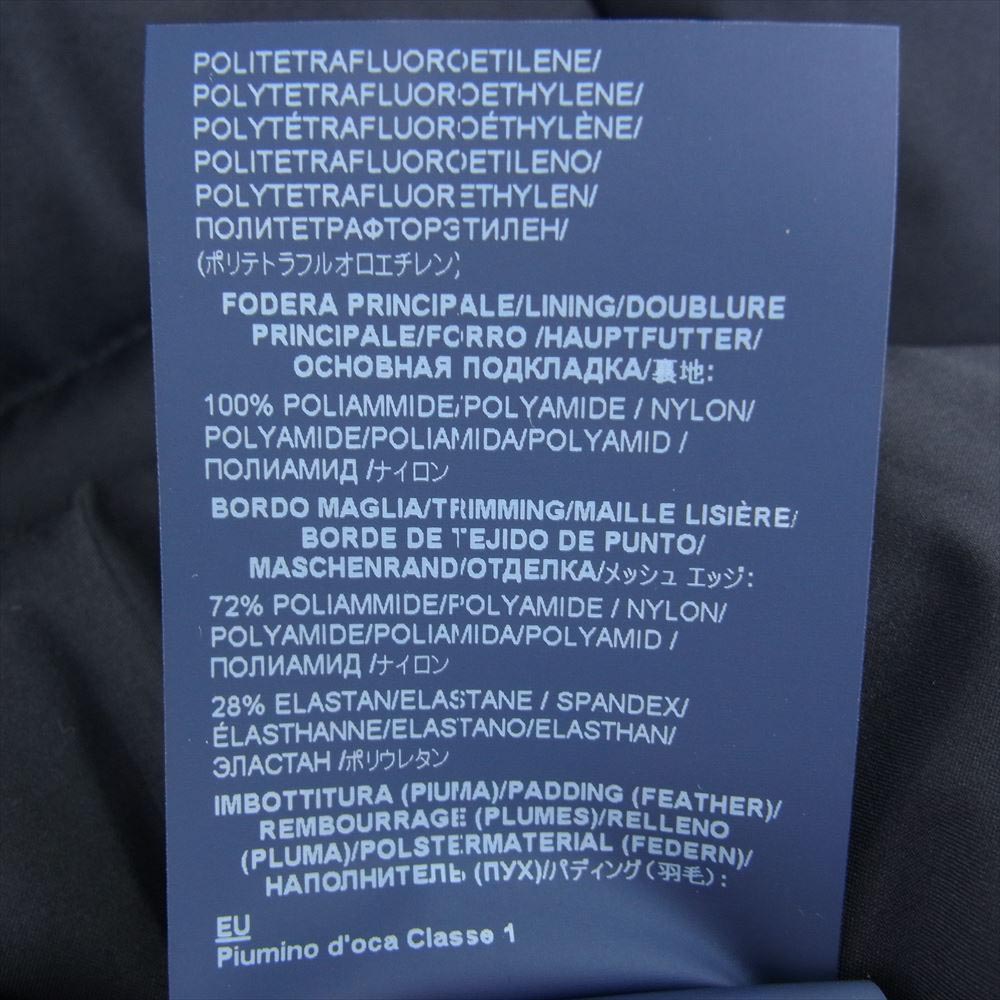 POLITETRAFLUOROETILENE/
POLYTETRAFLUOROETHYLENE/
POLYTÉTRAFLUOROÉTHYLÈNE/
POLITETRAFLUOROETILENO/
POLYTETRAFLUORETHYLEN/
ПОЛИТЕТРАФТОРЭТИЛЕН/
(ポリテトラフルオロエチレン)
FODERA PRINCIPALE/LINING/DOUBLURE
PRINCIPALE/FORRO /HAUPTFUTTER/
ОСНОВНАЯ ПОДКЛАДКА/裏地:
100% POLIAMMIDE/POLYAMIDE / NYLON/
POLYAMIDE/POLIAMIDA/POLYAMID /
ПОЛИАМИД /ナイロン
BORDO MAGLIA/TRIMMING/MAILLE LISIÈRE/
BORDE DE TEJIDO DE PUNTO/
MASCHENRAND/ОТДЕЛКА/メッシュ エッジ:
72% POLIAMMIDE/POLYAMIDE / NYLON/
POLYAMIDE/POLIAMIDA/POLYAMID /
ПОЛИАМИД /ナイロン
28% ELASTAN/ELASTANE / SPANDEX/
ÉLASTHANNE/ELASTANO/ELASTHAN/
ЭЛАСТАН /ポリウレタン
IMBOTTITURA (PIUMA)/PADDING (FEATHER)/
REMBOURRAGE (PLUMES)/RELLENO
(PLUMA)/POLSTERMATERIAL (FEDERN)/
НАПОЛНИТЕЛЬ (ПУХ)/パディング(羽毛):
EU
Piumino d'oca Classe 1